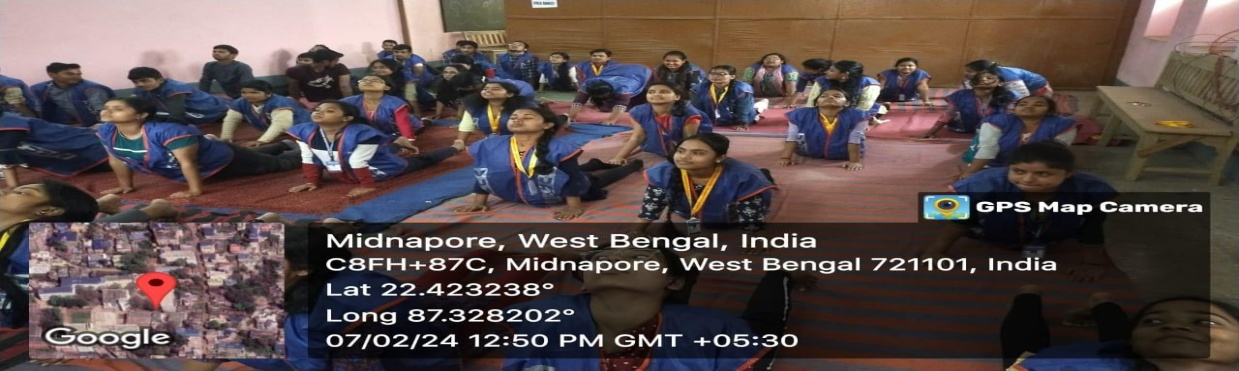 GPS Map Camera
Midnapore, West Bengal, India
C8FH+87C, Midnapore, West Bengal 721101, India
Lat 22.423238°
Long 87.328202°
07/02/24 12:50 PM GMT +05:30
Google